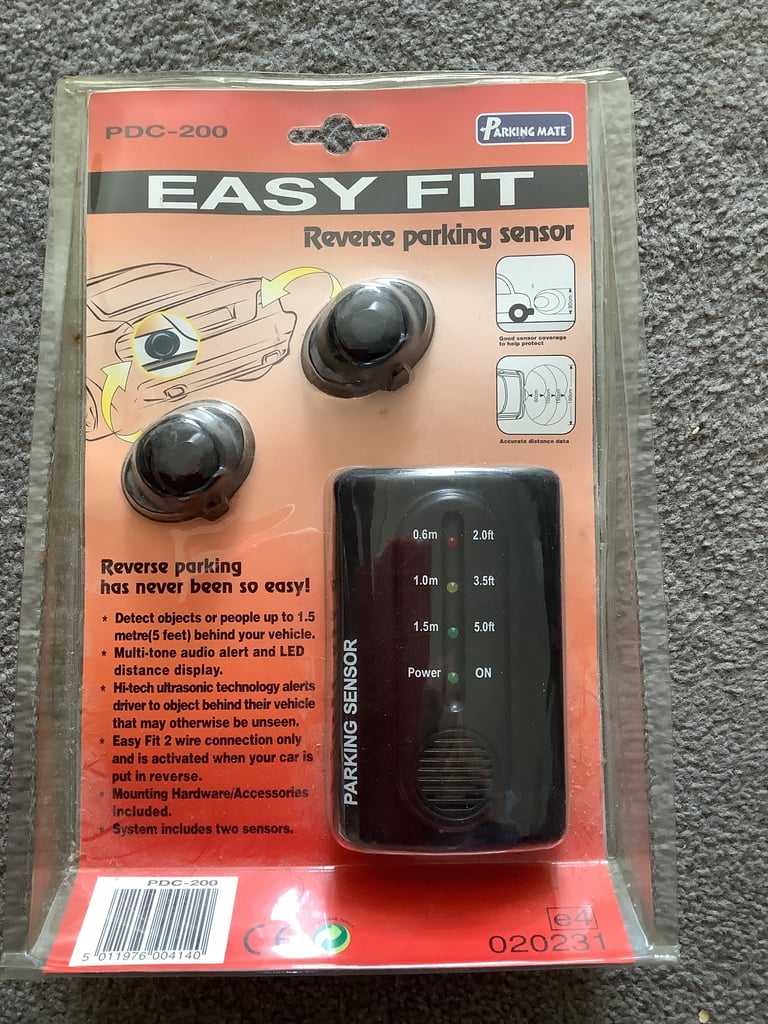 PDC-200
PARKING MATE
EASY FIT
Reverse parking sensor
80cm
Good sensor coverage
to help protect
Accurate distance data
Reverse parking
has never been so easy!
* Detect objects or people up to 1.5
metre(5 feet) behind your vehicle.
* Multi-tone audio alert and LED
distance display.
* Hi-tech ultrasonic technology alerts
driver to object behind their vehicle
that may otherwise be unseen.
* Easy Fit 2 wire connection only
and is activated when your car is
put in reverse.
* Mounting Hardware/Accessories
included.
* System includes two sensors.
0.6m 2.0ft
1.0m 3.5ft
1.5m 5.0ft
Power ON
PARKING SENSOR
PDC-200
5 011976 004140
CE
e4
020231